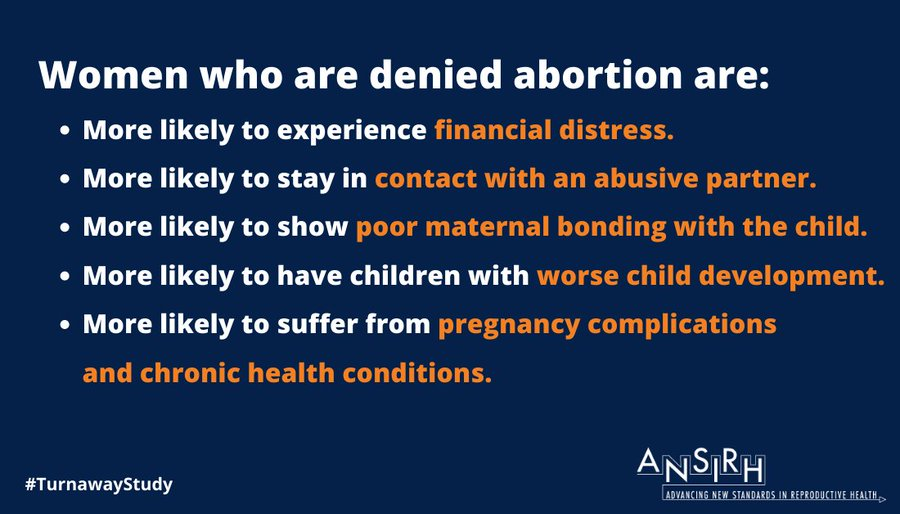 Women who are denied abortion are:
• More likely to experience financial distress.
• More likely to stay in contact with an abusive partner.
• More likely to show poor maternal bonding with the child.
• More likely to have children with worse child development.
• More likely to suffer from pregnancy complications
and chronic health conditions.
#TurnawayStudy
ANSIRH
ADVANCING NEW STANDARDS IN REPRODUCTIVE HEALTH